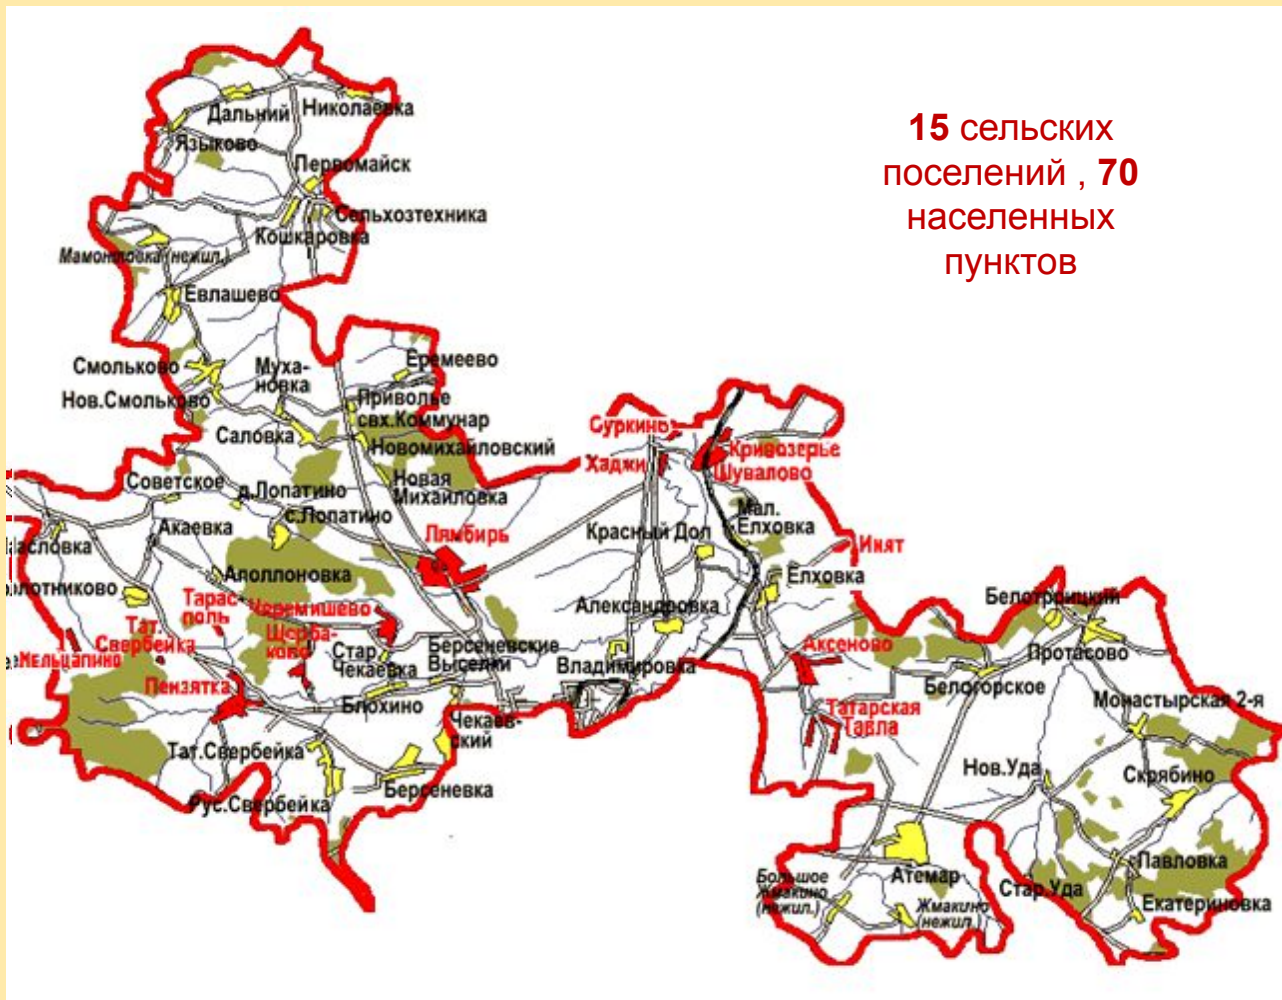 15 сельских
поселений , 70
населенных
пунктов
Дальний
Николаевка
Языково
Первомайск
Сельхозтехника
Кошкаровка
Мамонтовка (нежил.)
Евлашево
Смольково
Муха-
новка
Еремеево
Нов.Смольково
Приволье
свх.Коммунар
Саловка
Новомихайловский
Суркино
Хаджи
Кривозерье
Шувалово
Советское
д.Лопатино
Новая
Михайловка
с.Лопатино
Акаевка
Лямбирь
Красный Дол
Мал.
Елховка
Инят
Аполлоновка
Елховка
Тарас-
поль
Черемишево
Александровка
Белотроицкий
Тат.
Свербейка
Щерба-
ково
Стар.
Чекаевка
Берсеневские
Выселки
Владимировка
Аксеново
Протасово
Мельцапино
Пензятка
Блохино
Белогорское
Монастырская 2-я
Чекаев-
ский
Татарская
Тавла
Тат.Свербейка
Нов.Уда
Скрябино
Рус.Свербейка
Берсеневка
Павловка
Атемар
Большое
Жмакино
(нежил.)
Стар.Уда
Жмакино
(нежил.)
Екатериновка